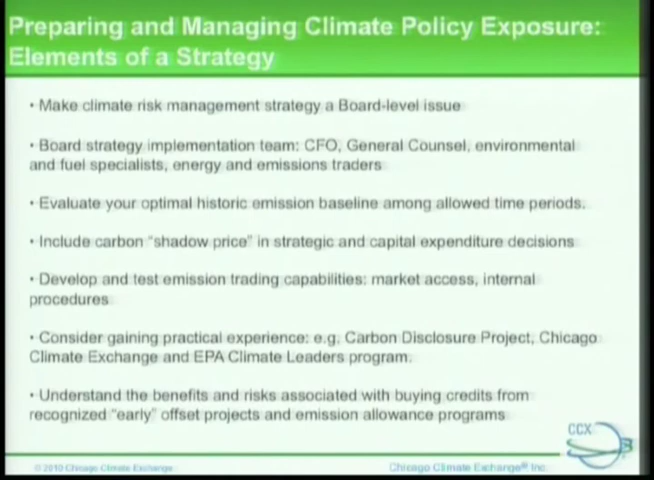 Preparing and Managing Climate Policy Exposure:
Elements of a Strategy
• Make climate risk management strategy a Board-level issue
• Board strategy implementation team: CFO, General Counsel, environmental
and fuel specialists, energy and emissions traders
• Evaluate your optimal historic emission baseline among allowed time periods.
• Include carbon "shadow price" in strategic and capital expenditure decisions
• Develop and test emission trading capabilities: market access, internal
procedures
• Consider gaining practical experience: e.g. Carbon Disclosure Project, Chicago
Climate Exchange and EPA Climate Leaders program.
• Understand the benefits and risks associated with buying credits from
recognized "early" offset projects and emission allowance programs
CCX
© 2010 Chicago Climate Exchange
Chicago Climate Exchange® Inc.